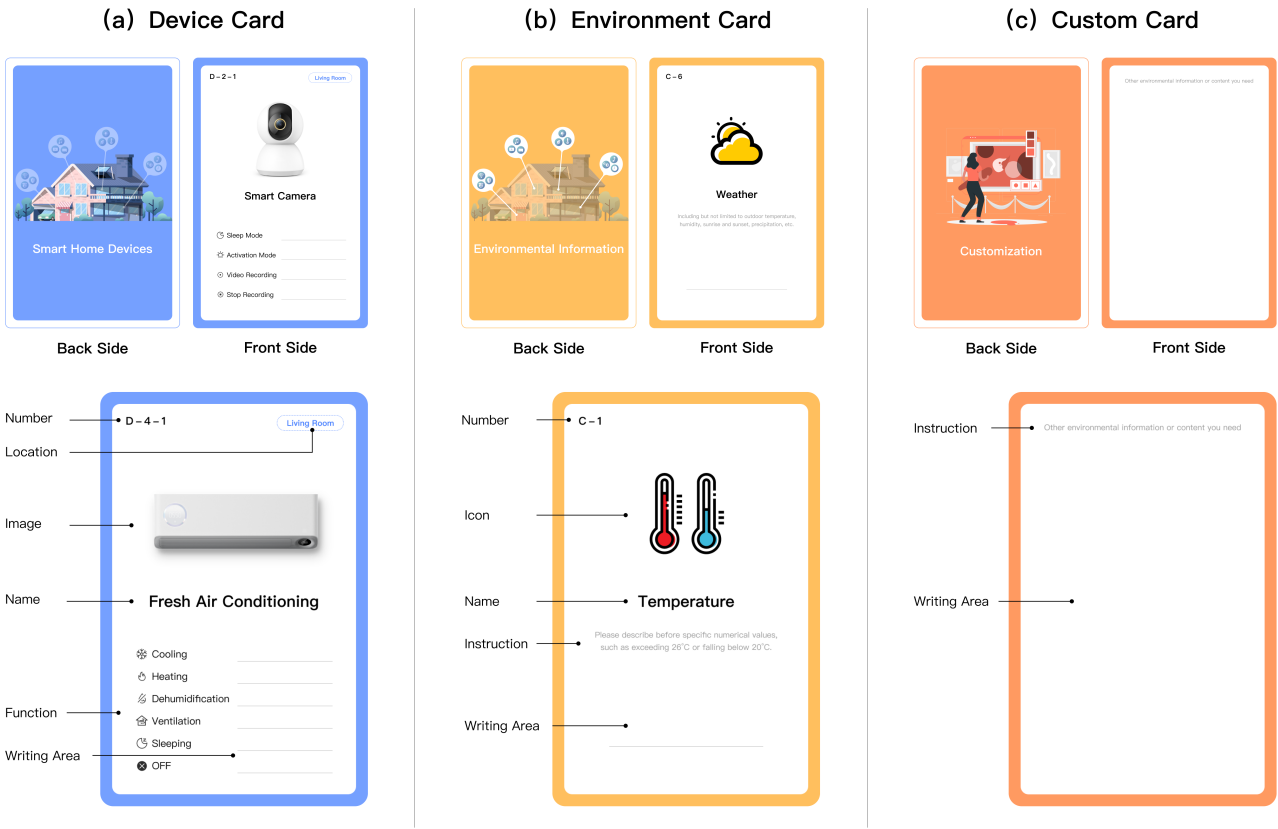 (a) Device Card
Smart Home Devices
Back Side
D-2-1
Living Room
Smart Camera
Sleep Mode
Activation Mode
Video Recording
Stop Recording
Front Side
Number
Location
Image
Name
Function
Writing Area
D-4-1
Living Room
Fresh Air Conditioning
Cooling
Heating
Dehumidification
Ventilation
Sleeping
OFF
(b) Environment Card
Environmental Information
Back Side
C-6
Weather
Including but not limited to outdoor temperature,
humidity, sunrise and sunset, precipitation, etc.
Front Side
Number
Icon
Name
Instruction
Writing Area
C-1
Temperature
Please describe before specific numerical values,
such as exceeding 26°C or falling below 20°C.
(c) Custom Card
Customization
Back Side
Other environmental information or content you need
Front Side
Instruction
Writing Area
Other environmental information or content you need